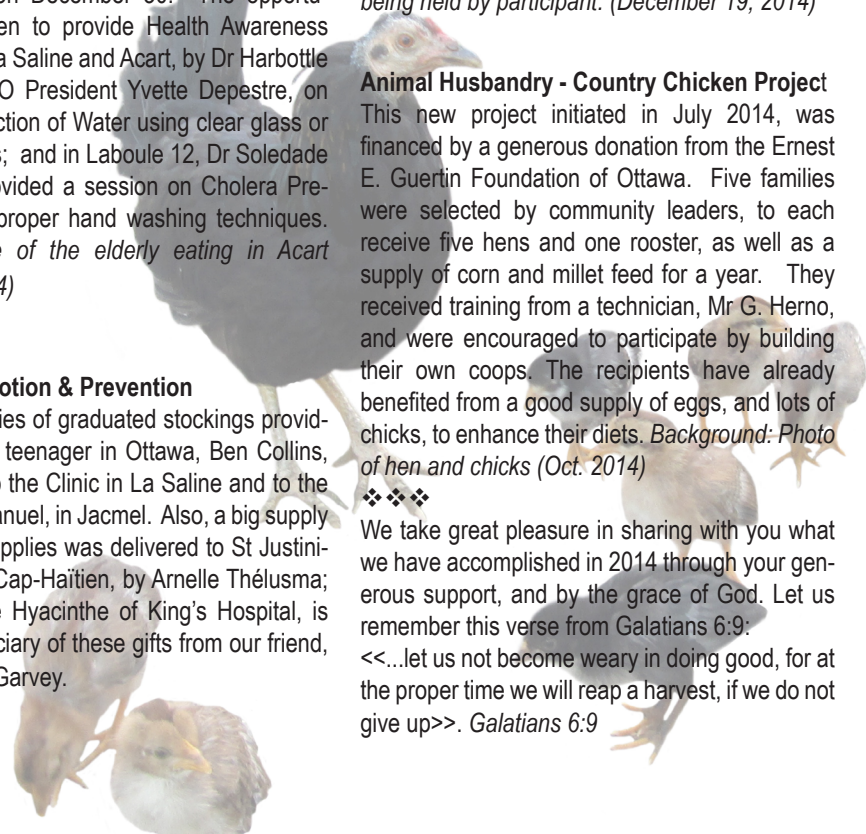 on December 30. The opportu-
en to provide Health Awareness
a Saline and Acart, by Dr Harbottle
O President Yvette Depestre, on
ction of Water using clear glass or
s; and in Laboule 12, Dr Soledade
ovided a session on Cholera Pre-
proper hand washing techniques.
e of the elderly eating in Acart
4)
otion & Prevention
ies of graduated stockings provid-
teenager in Ottawa, Ben Collins,
o the Clinic in La Saline and to the
anuel, in Jacmel. Also, a big supply
pplies was delivered to St Justini-
Cap-Haïtien, by Arnelle Thélusma;
e Hyacinthe of King's Hospital, is
ciary of these gifts from our friend,
Garvey.
being held by participant. (December 19, 2014)
Animal Husbandry - Country Chicken Project
This new project initiated in July 2014, was
financed by a generous donation from the Ernest
E. Guertin Foundation of Ottawa. Five families
were selected by community leaders, to each
receive five hens and one rooster, as well as a
supply of corn and millet feed for a year. They
received training from a technician, Mr G. Herno,
and were encouraged to participate by building
their own coops. The recipients have already
benefited from a good supply of eggs, and lots of
chicks, to enhance their diets. Background: Photo
of hen and chicks (Oct. 2014)
❖❖❖
We take great pleasure in sharing with you what
we have accomplished in 2014 through your gen-
erous support, and by the grace of God. Let us
remember this verse from Galatians 6:9:
<<...let us not become weary in doing good, for at
the proper time we will reap a harvest, if we do not
give up>>. Galatians 6:9